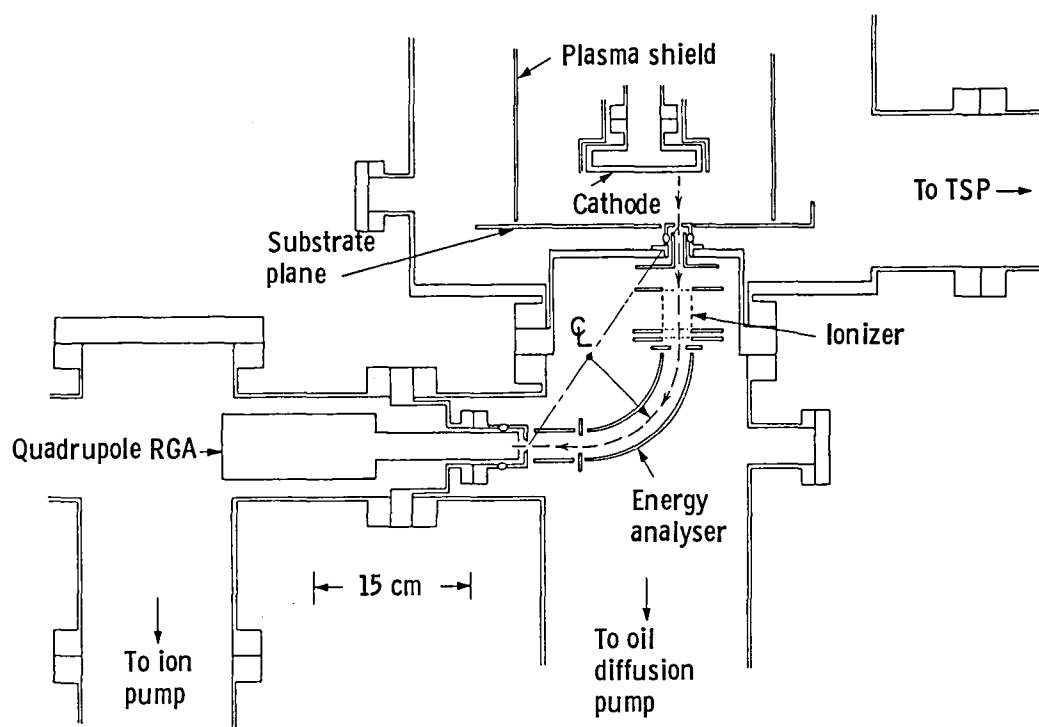 Plasma shield
Cathode
To TSP
Substrate
plane
Ionizer
℄
Quadrupole RGA
Energy
analyser
15 cm
To ion
pump
To oil
diffusion
pump